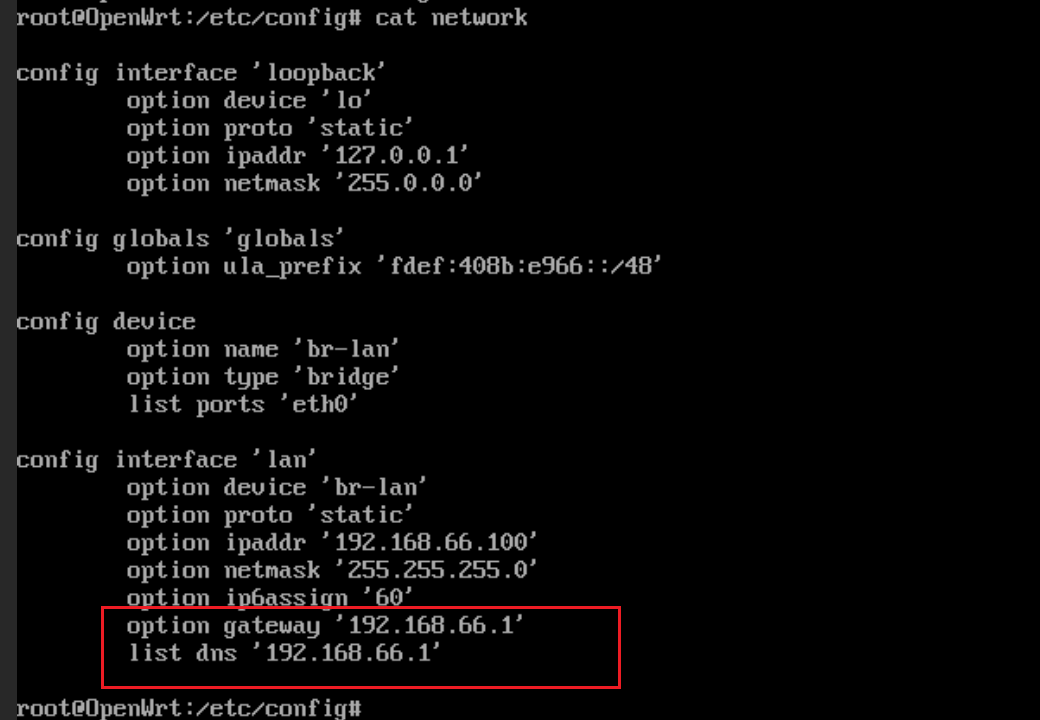 root@OpenWrt:/etc/config# cat network
config interface 'loopback'
option device 'lo'
option proto 'static'
option ipaddr '127.0.0.1'
option netmask '255.0.0.0'
config globals 'globals'
option ula_prefix 'fdef:408b:e966::/48'
config device
option name 'br-lan'
option type 'bridge'
list ports 'eth0'
config interface 'lan'
option device 'br-lan'
option proto 'static'
option ipaddr '192.168.66.100'
option netmask '255.255.255.0'
option ip6assign '60'
option gateway '192.168.66.1'
list dns '192.168.66.1'
root@OpenWrt:/etc/config#